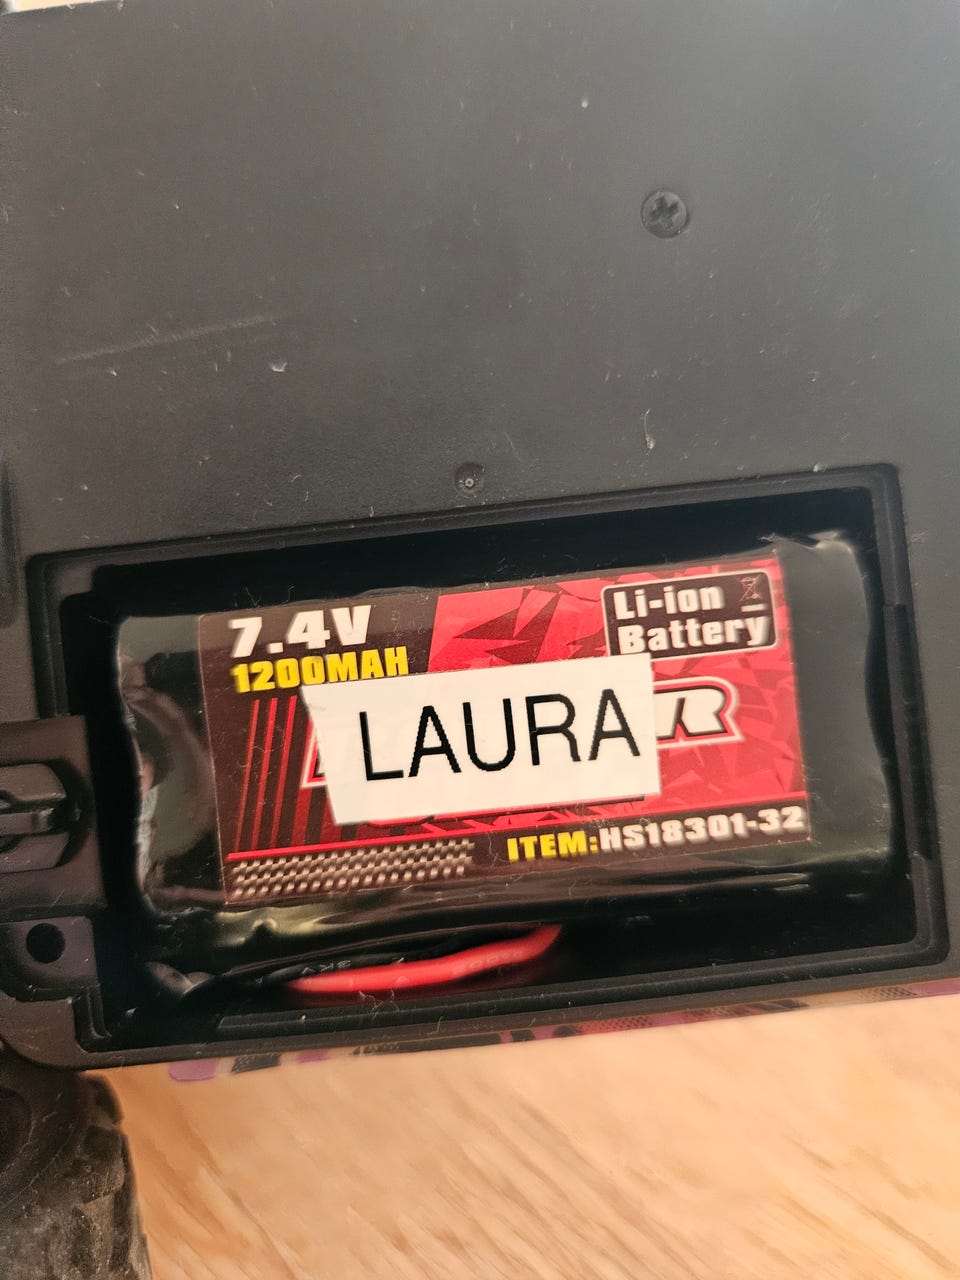 7.4V
1200MAH
Li-ion
Battery
LAURA
ITEM:HS18301-32